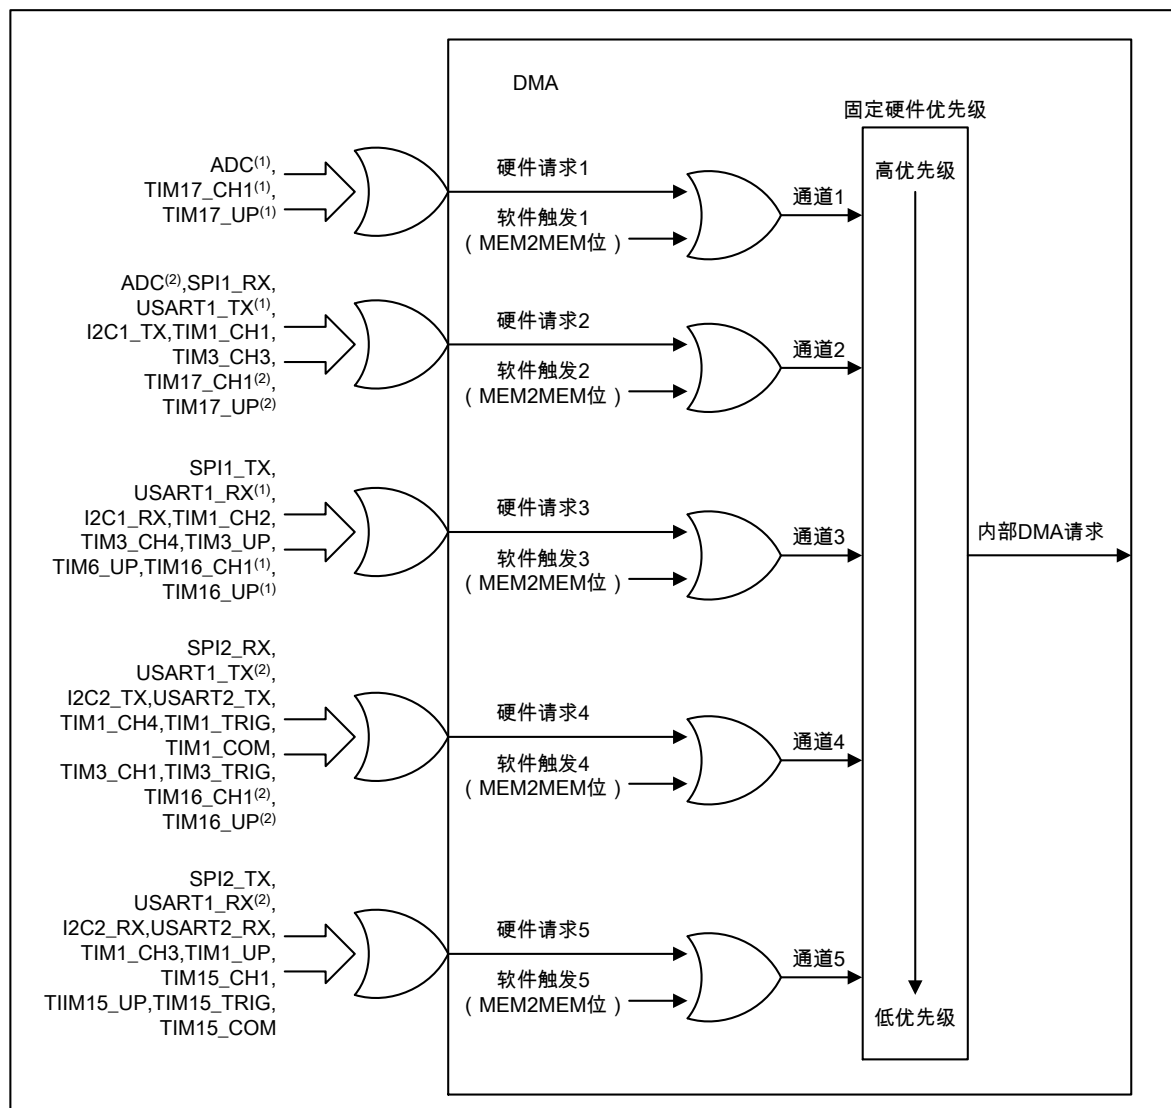 DMA
固定硬件优先级
高优先级
低优先级
ADC(1),
TIM17_CH1(1),
TIM17_UP(1)
硬件请求1
软件触发1
(MEM2MEM位)
通道1
ADC(2),SPI1_RX,
USART1_TX(1),
I2C1_TX,TIM1_CH1,
TIM3_CH3,
TIM17_CH1(2),
TIM17_UP(2)
硬件请求2
软件触发2
(MEM2MEM位)
通道2
SPI1_TX,
USART1_RX(1),
I2C1_RX,TIM1_CH2,
TIM3_CH4,TIM3_UP,
TIM6_UP,TIM16_CH1(1),
TIM16_UP(1)
硬件请求3
软件触发3
(MEM2MEM位)
通道3
内部DMA请求
SPI2_RX,
USART1_TX(2),
I2C2_TX,USART2_TX,
TIM1_CH4,TIM1_TRIG,
TIM1_COM,
TIM3_CH1,TIM3_TRIG,
TIM16_CH1(2),
TIM16_UP(2)
硬件请求4
软件触发4
(MEM2MEM位)
通道4
SPI2_TX,
USART1_RX(2),
I2C2_RX,USART2_RX,
TIM1_CH3,TIM1_UP,
TIM15_CH1,
TIIM15_UP,TIM15_TRIG,
TIM15_COM
硬件请求5
软件触发5
(MEM2MEM位)
通道5